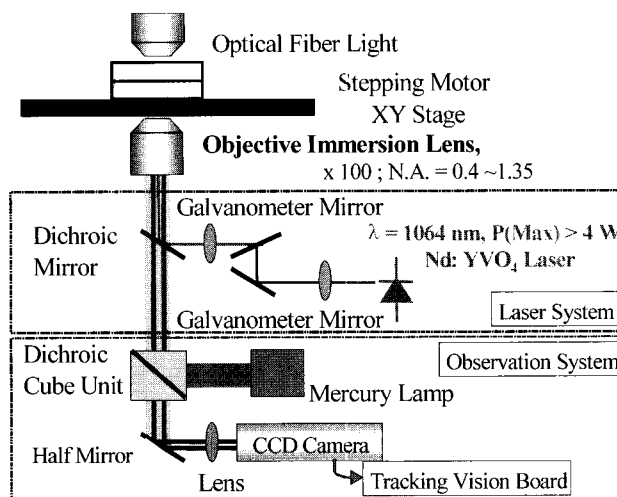 Optical Fiber Light
Stepping Motor
XY Stage
Objective Immersion Lens,
x 100 ; N.A. = 0.4 ~1.35
Galvanometer Mirror
Dichroic
Mirror
λ = 1064 nm, P(Max) > 4 W
Nd: YVO₄ Laser
Galvanometer Mirror
Laser System
Dichroic
Cube Unit
Observation System
Mercury Lamp
Half Mirror
CCD Camera
Lens
Tracking Vision Board